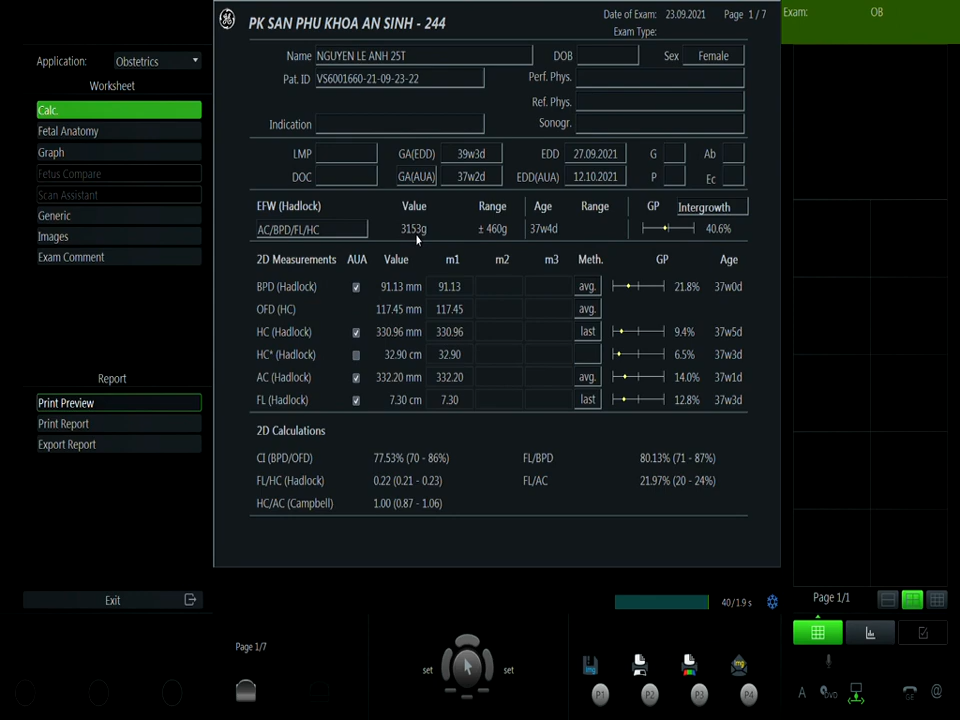 PK SAN PHU KHOA AN SINH - 244
Date of Exam: 23.09.2021 Page 1 / 7
Exam Type:
Exam: OB
Application: Obstetrics
Worksheet
Calc.
Fetal Anatomy
Graph
Fetus Compare
Scan Assistant
Generic
Images
Exam Comment
Report
Print Preview
Print Report
Export Report
Exit
Name NGUYEN LE ANH 25T DOB Sex Female
Pat. ID VS6001660-21-09-23-22 Perf. Phys.
Ref. Phys.
Indication Sonogr.
LMP GA(EDD) 39w3d EDD 27.09.2021 G Ab
DOC GA(AUA) 37w2d EDD(AUA) 12.10.2021 P Ec
EFW (Hadlock) Value Range Age Range GP Intergrowth
AC/BPD/FL/HC 3153g ± 460g 37w4d 40.6%
2D Measurements AUA Value m1 m2 m3 Meth. GP Age
BPD (Hadlock) 91.13 mm 91.13 avg. 21.8% 37w0d
OFD (HC) 117.45 mm 117.45 avg.
HC (Hadlock) 330.96 mm 330.96 last 9.4% 37w5d
HC* (Hadlock) 32.90 cm 32.90 6.5% 37w3d
AC (Hadlock) 332.20 mm 332.20 avg. 14.0% 37w1d
FL (Hadlock) 7.30 cm 7.30 last 12.8% 37w3d
2D Calculations
CI (BPD/OFD) 77.53% (70 - 86%) FL/BPD 80.13% (71 - 87%)
FL/HC (Hadlock) 0.22 (0.21 - 0.23) FL/AC 21.97% (20 - 24%)
HC/AC (Campbell) 1.00 (0.87 - 1.06)
40/1.9 s
Page 1/1
Page 1/7
set set
Img
P1 P2 P3 P4
A DVD @